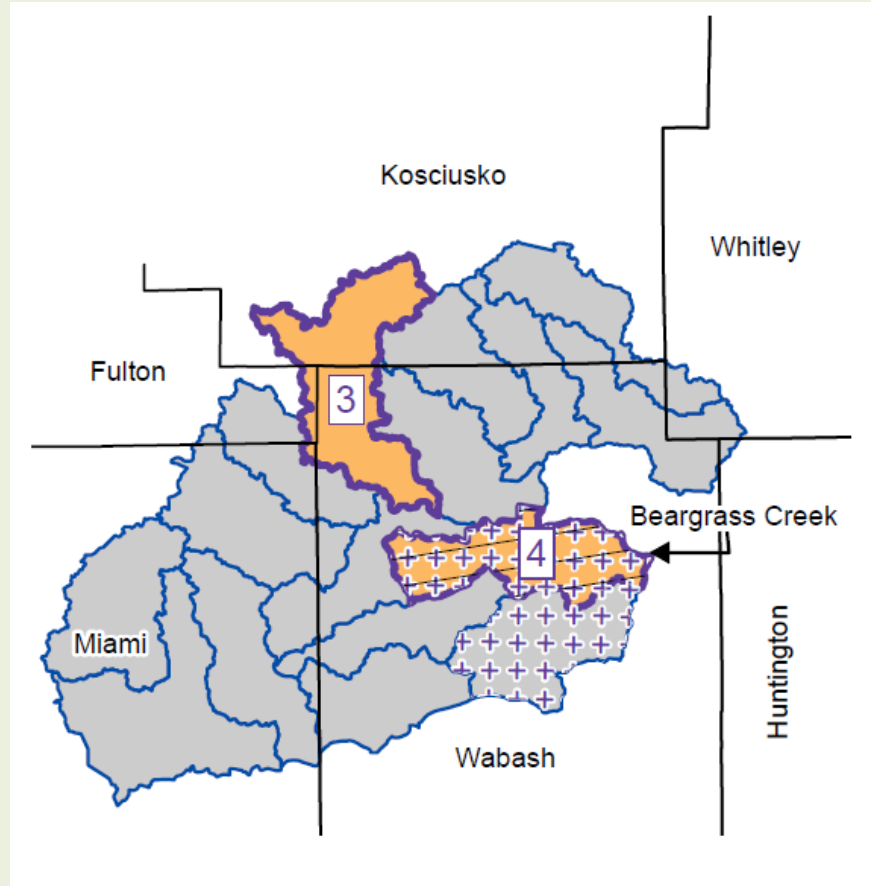 Kosciusko
Whitley
Fulton
3
Beargrass Creek
4
Miami
Huntington
Wabash